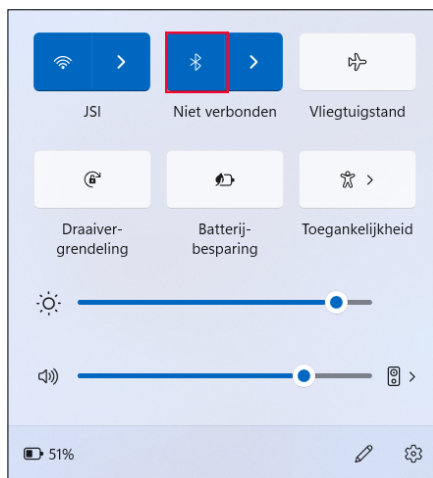 JSI
Niet verbonden
Vliegtuigstand
Draaiver-
grendeling
Batterij-
besparing
Toegankelijkheid
51%